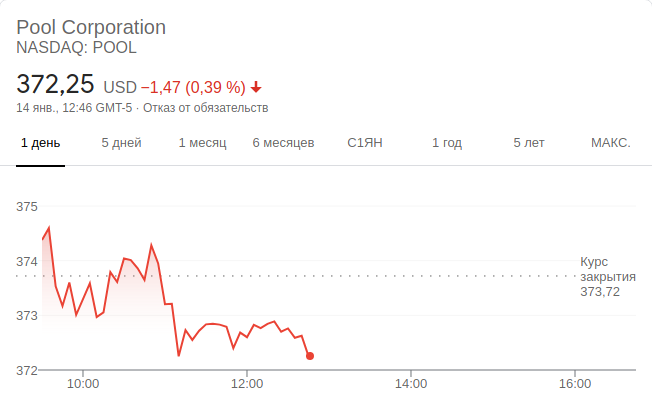 Pool Corporation
NASDAQ: POOL
372,25 USD −1,47 (0,39 %)
14 янв., 12:46 GMT-5 · Отказ от обязательств
1 день 5 дней 1 месяц 6 месяцев С1ЯН 1 год 5 лет МАКС.
375
374
373
372
Курс
закрытия
373,72
10:00 12:00 14:00 16:00